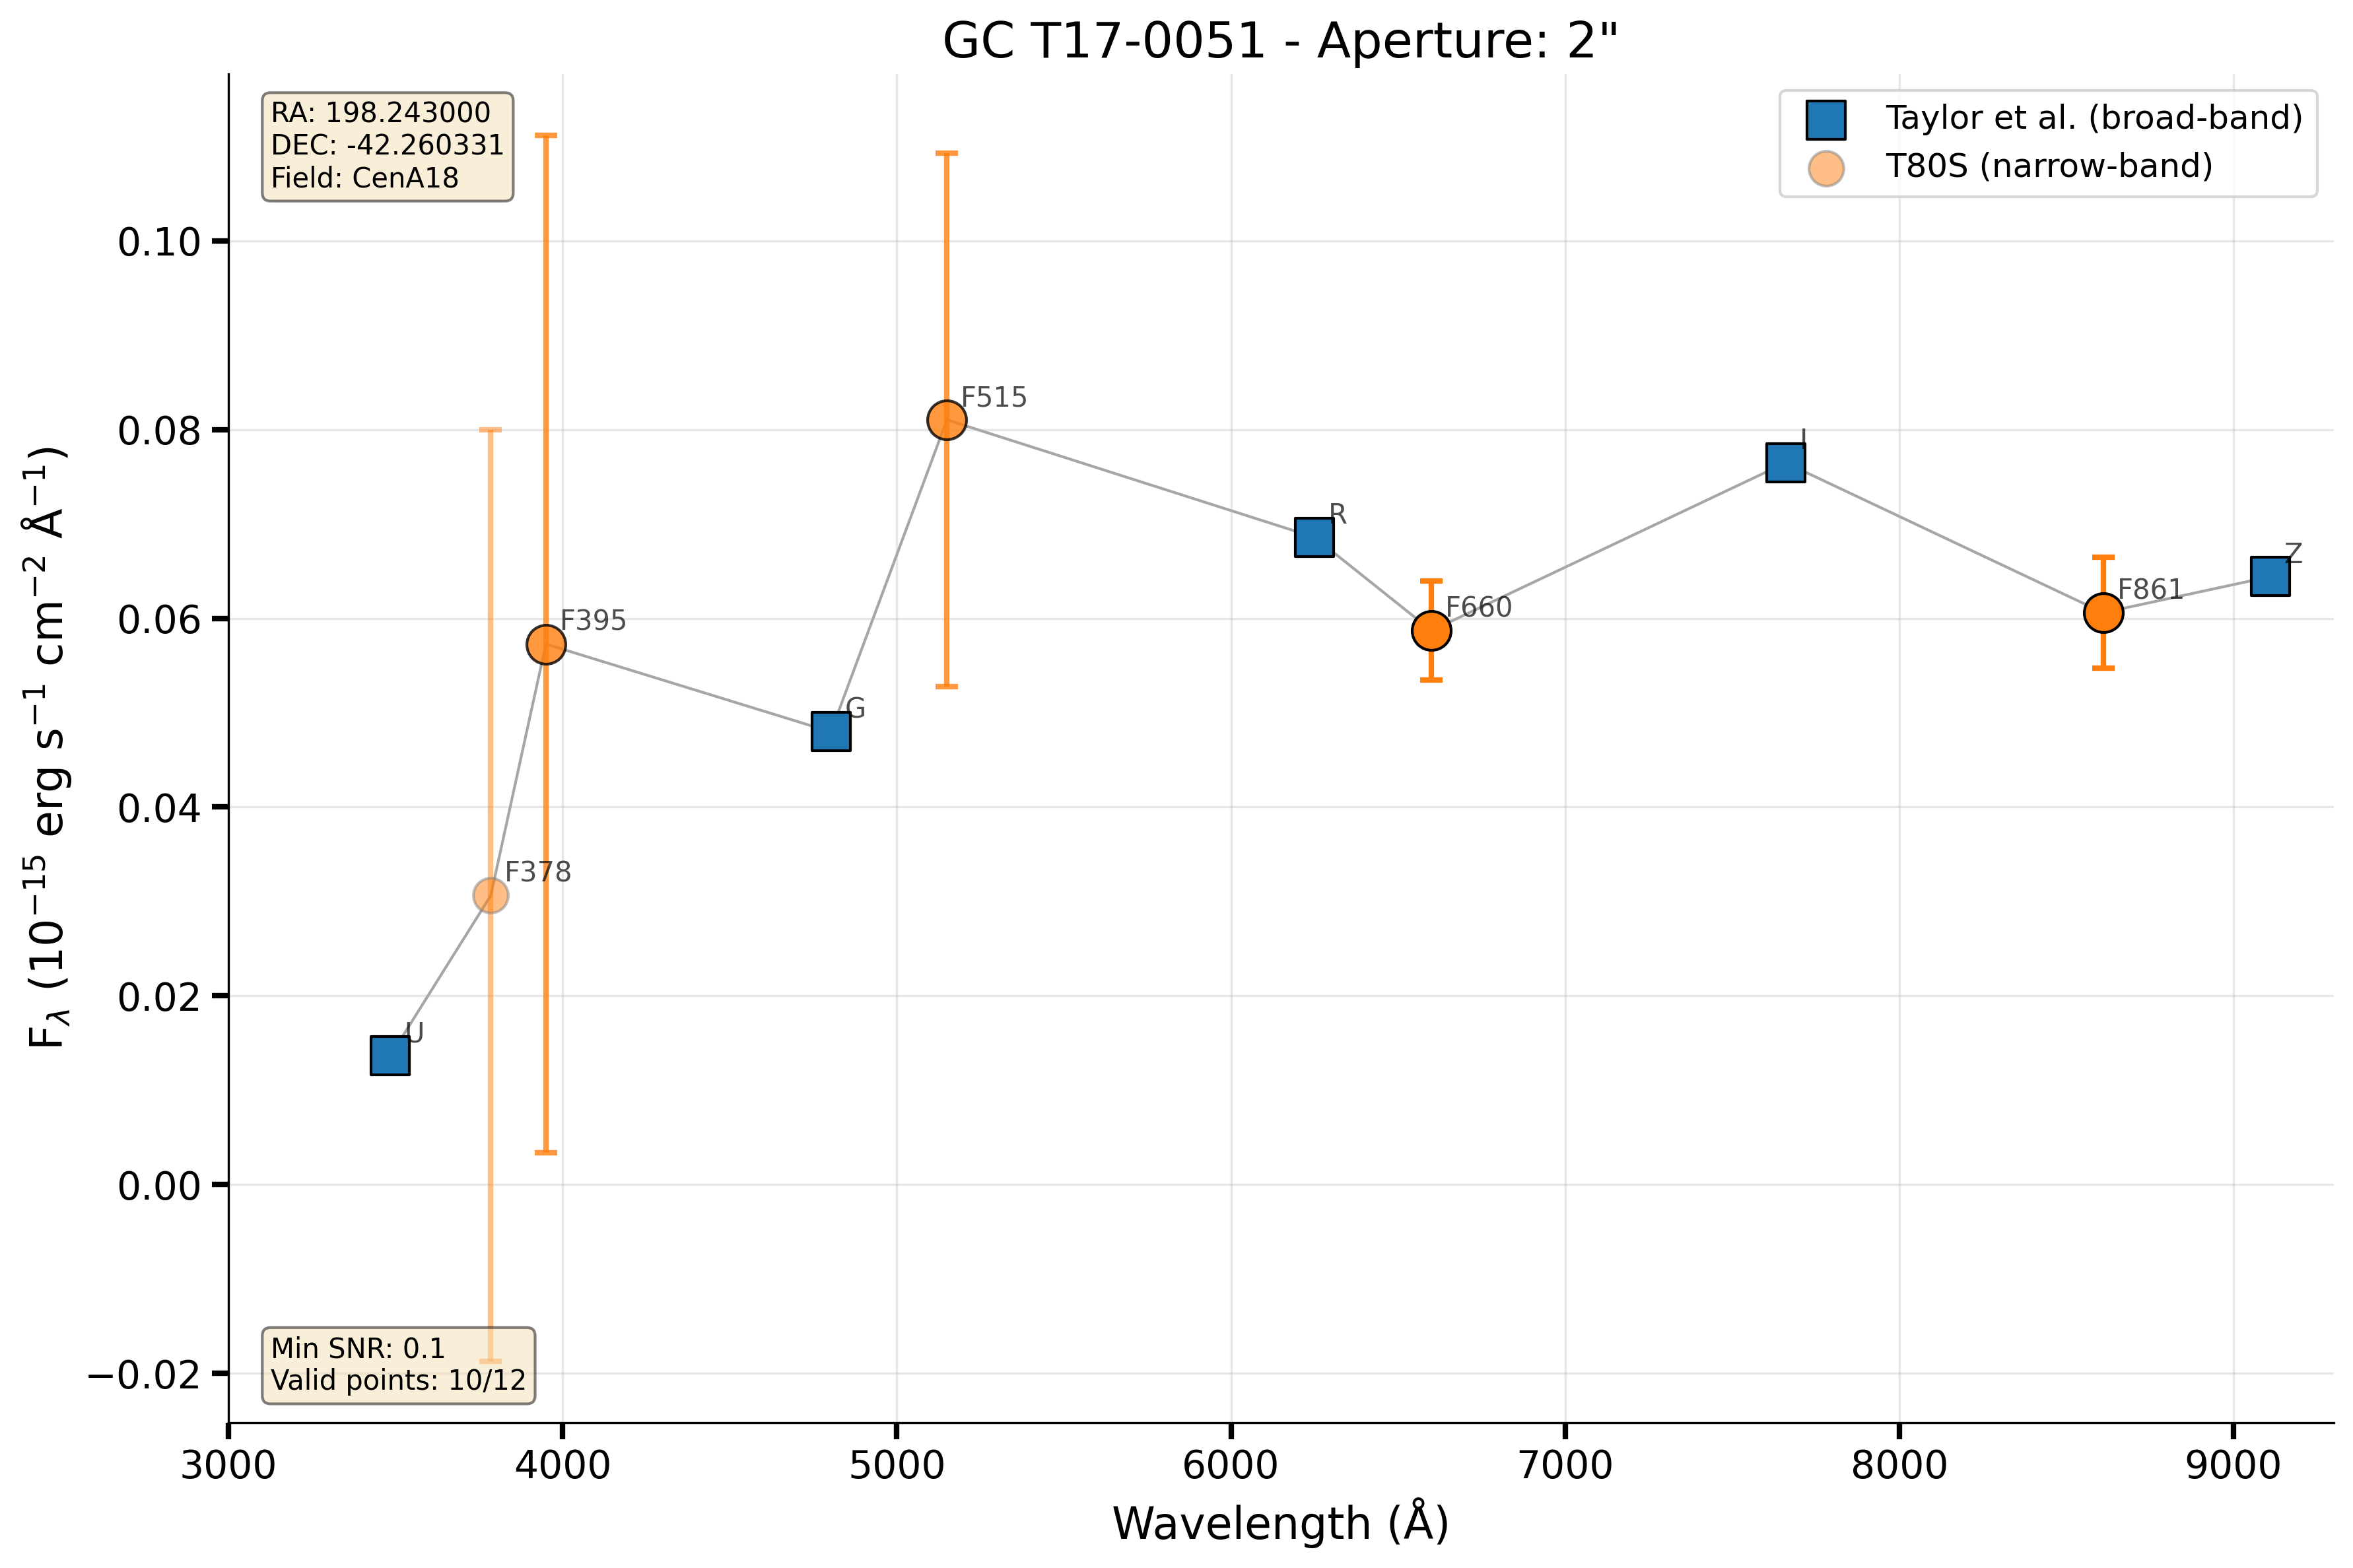 GC T17-0051 - Aperture: 2"
RA: 198.243000
DEC: -42.260331
Field: CenA18
Taylor et al. (broad-band)
T80S (narrow-band)
F_λ (10⁻¹⁵ erg s⁻¹ cm⁻² Å⁻¹)
0.10
0.08
0.06
0.04
0.02
0.00
−0.02
U
F378
F395
G
F515
R
F660
I
F861
Z
Min SNR: 0.1
Valid points: 10/12
3000 4000 5000 6000 7000 8000 9000
Wavelength (Å)